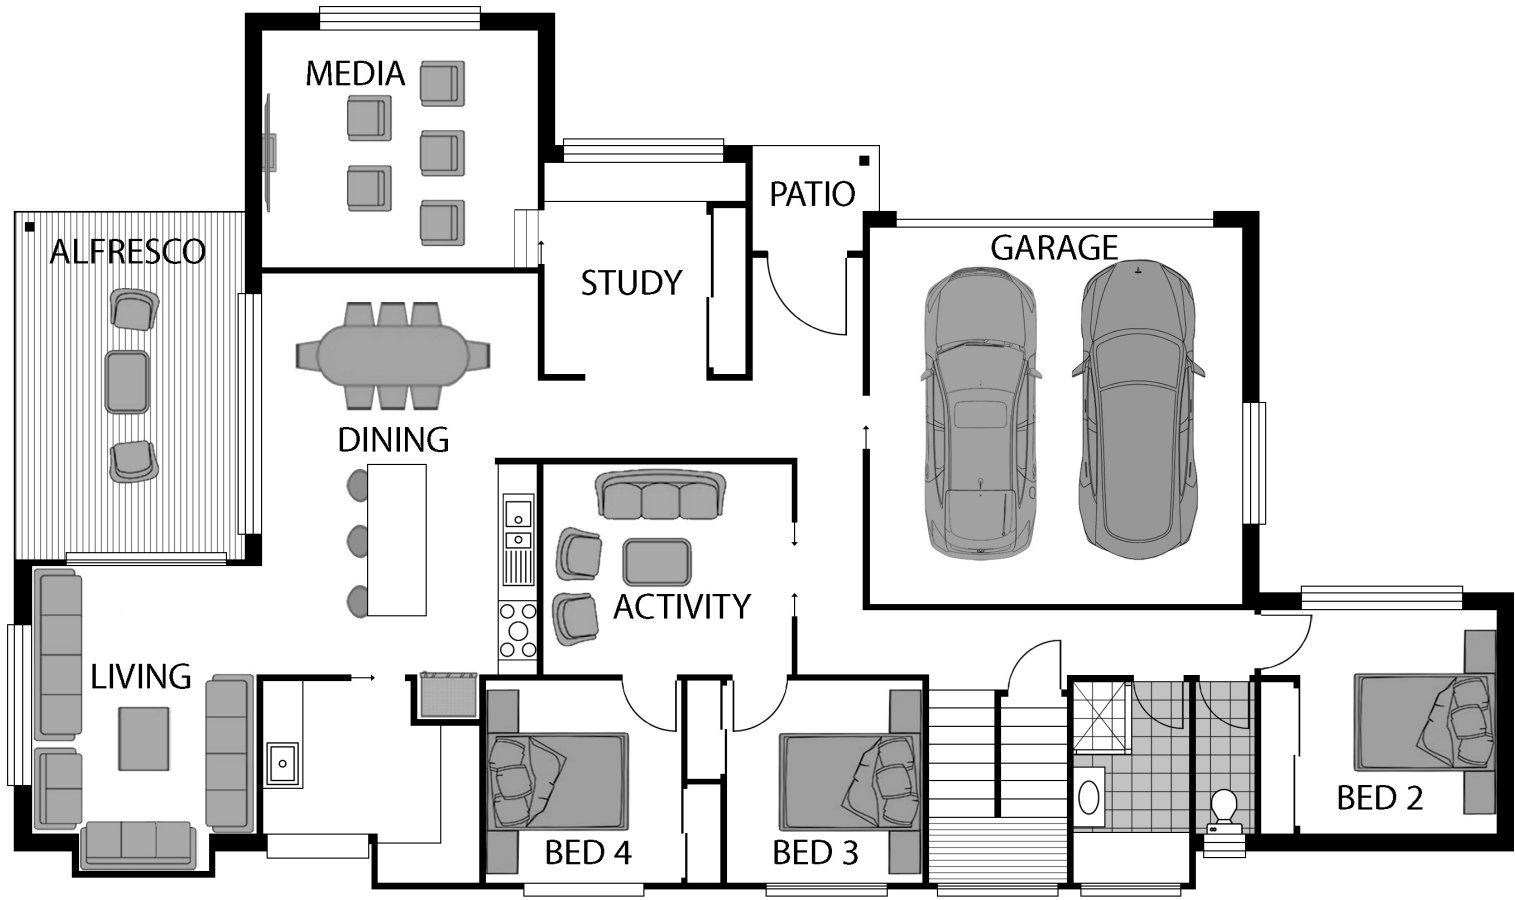 MEDIA
PATIO
ALFRESCO
GARAGE
STUDY
DINING
ACTIVITY
LIVING
BED 2
BED 4
BED 3